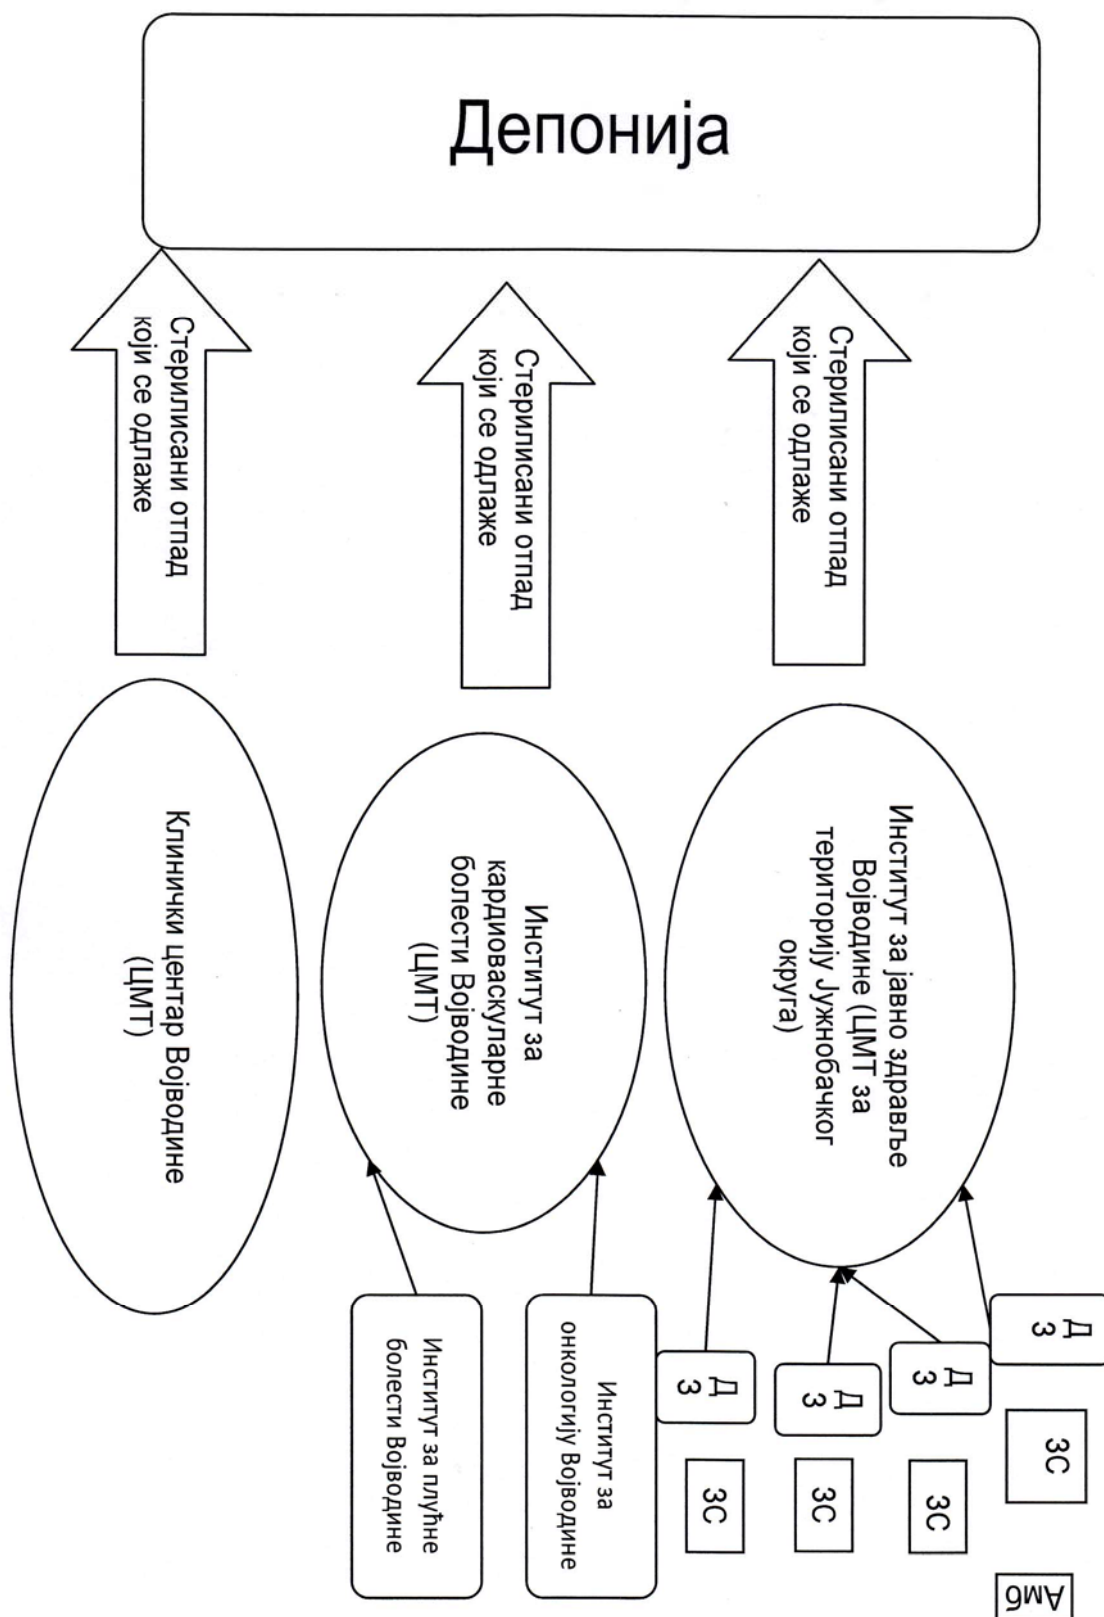 Депонија
Стерилисани отпад
који се одлаже
Стерилисани отпад
који се одлаже
Стерилисани отпад
који се одлаже
Клинички центар Војводине
(ЦМТ)
Институт за
кардиоваскуларне
болести Војводине
(ЦМТ)
Институт за јавно здравље
Војводине (ЦМТ за
територију Јужнобачког
округа)
Институт за плућне
болести Војводине
Институт за
онкологију Војводине
Д
З
Д
З
Д
З
Д
З
ЗС
ЗС
ЗС
ЗС
Амб